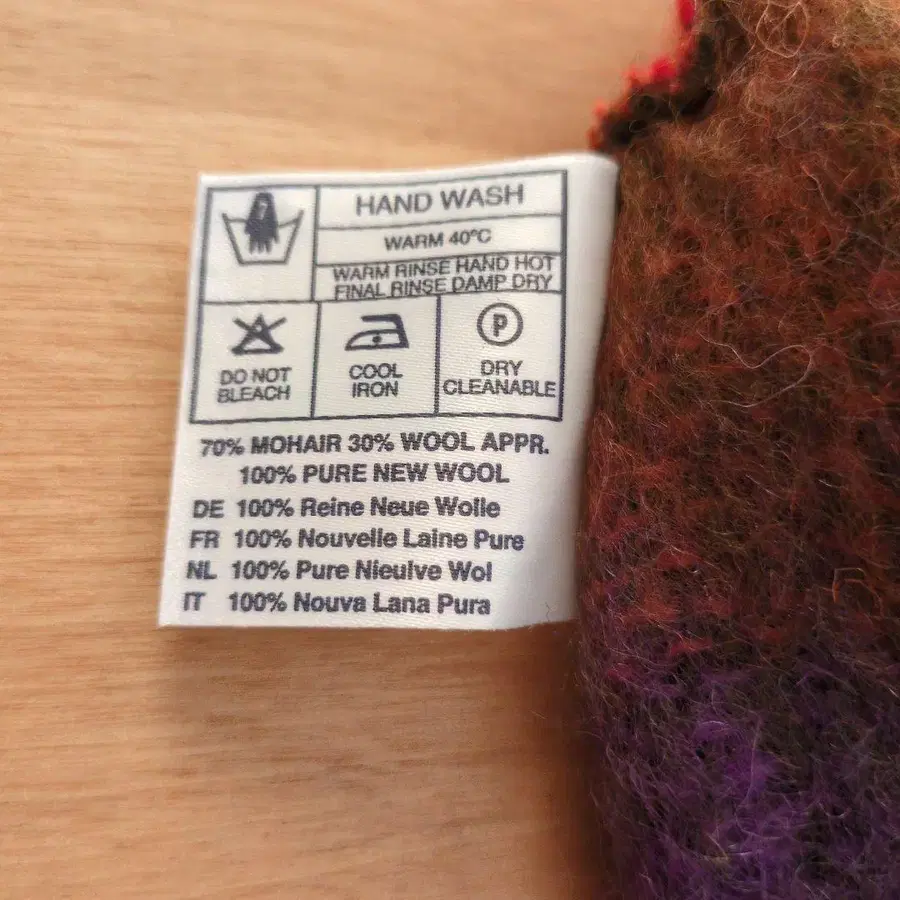 HAND WASH
WARM 40°C
WARM RINSE HAND HOT
FINAL RINSE DAMP DRY
DO NOT
BLEACH
COOL
IRON
P
DRY
CLEANABLE
70% MOHAIR 30% WOOL APPR.
100% PURE NEW WOOL
DE 100% Reine Neue Wolle
FR 100% Nouvelle Laine Pure
NL 100% Pure Nieulve Wol
IT 100% Nouva Lana Pura